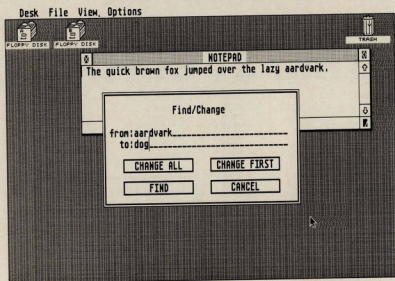 Desk File View Options
FLOPPY DISK FLOPPY DISK TRASH
NOTEPAD
The quick brown fox jumped over the lazy aardvark.
Find/Change
from:aardvark
to:dog
CHANGE ALL CHANGE FIRST
FIND CANCEL